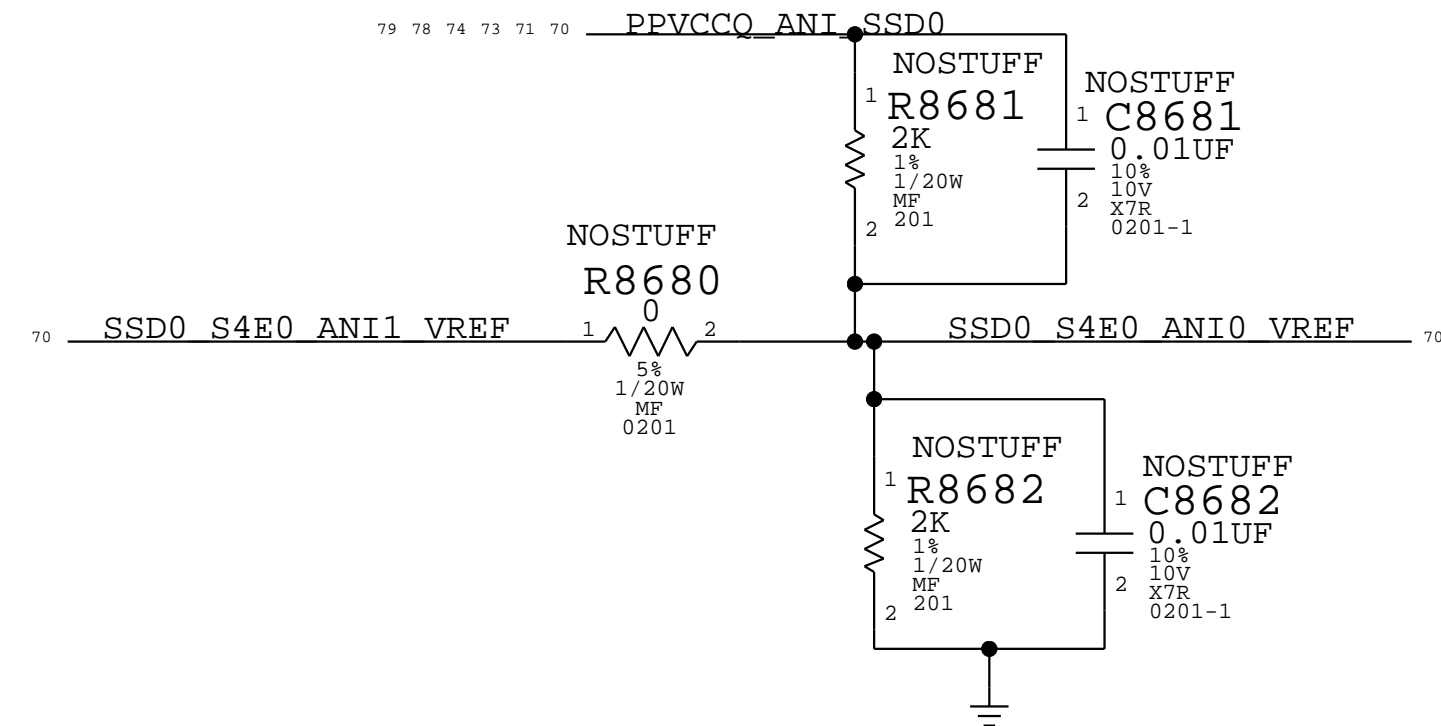 79 78 74 73 71 70 PPVCCQ_ANI_SSD0
NOSTUFF
1 R8681
2K
1%
1/20W
MF
201
2
NOSTUFF
1 C8681
0.01UF
10%
10V
X7R
0201-1
2
NOSTUFF
R8680
0
70 SSD0_S4E0_ANI1_VREF 1 2 SSD0_S4E0_ANI0_VREF 70
5%
1/20W
MF
0201
NOSTUFF
1 R8682
2K
1%
1/20W
MF
201
2
NOSTUFF
1 C8682
0.01UF
10%
10V
X7R
0201-1
2